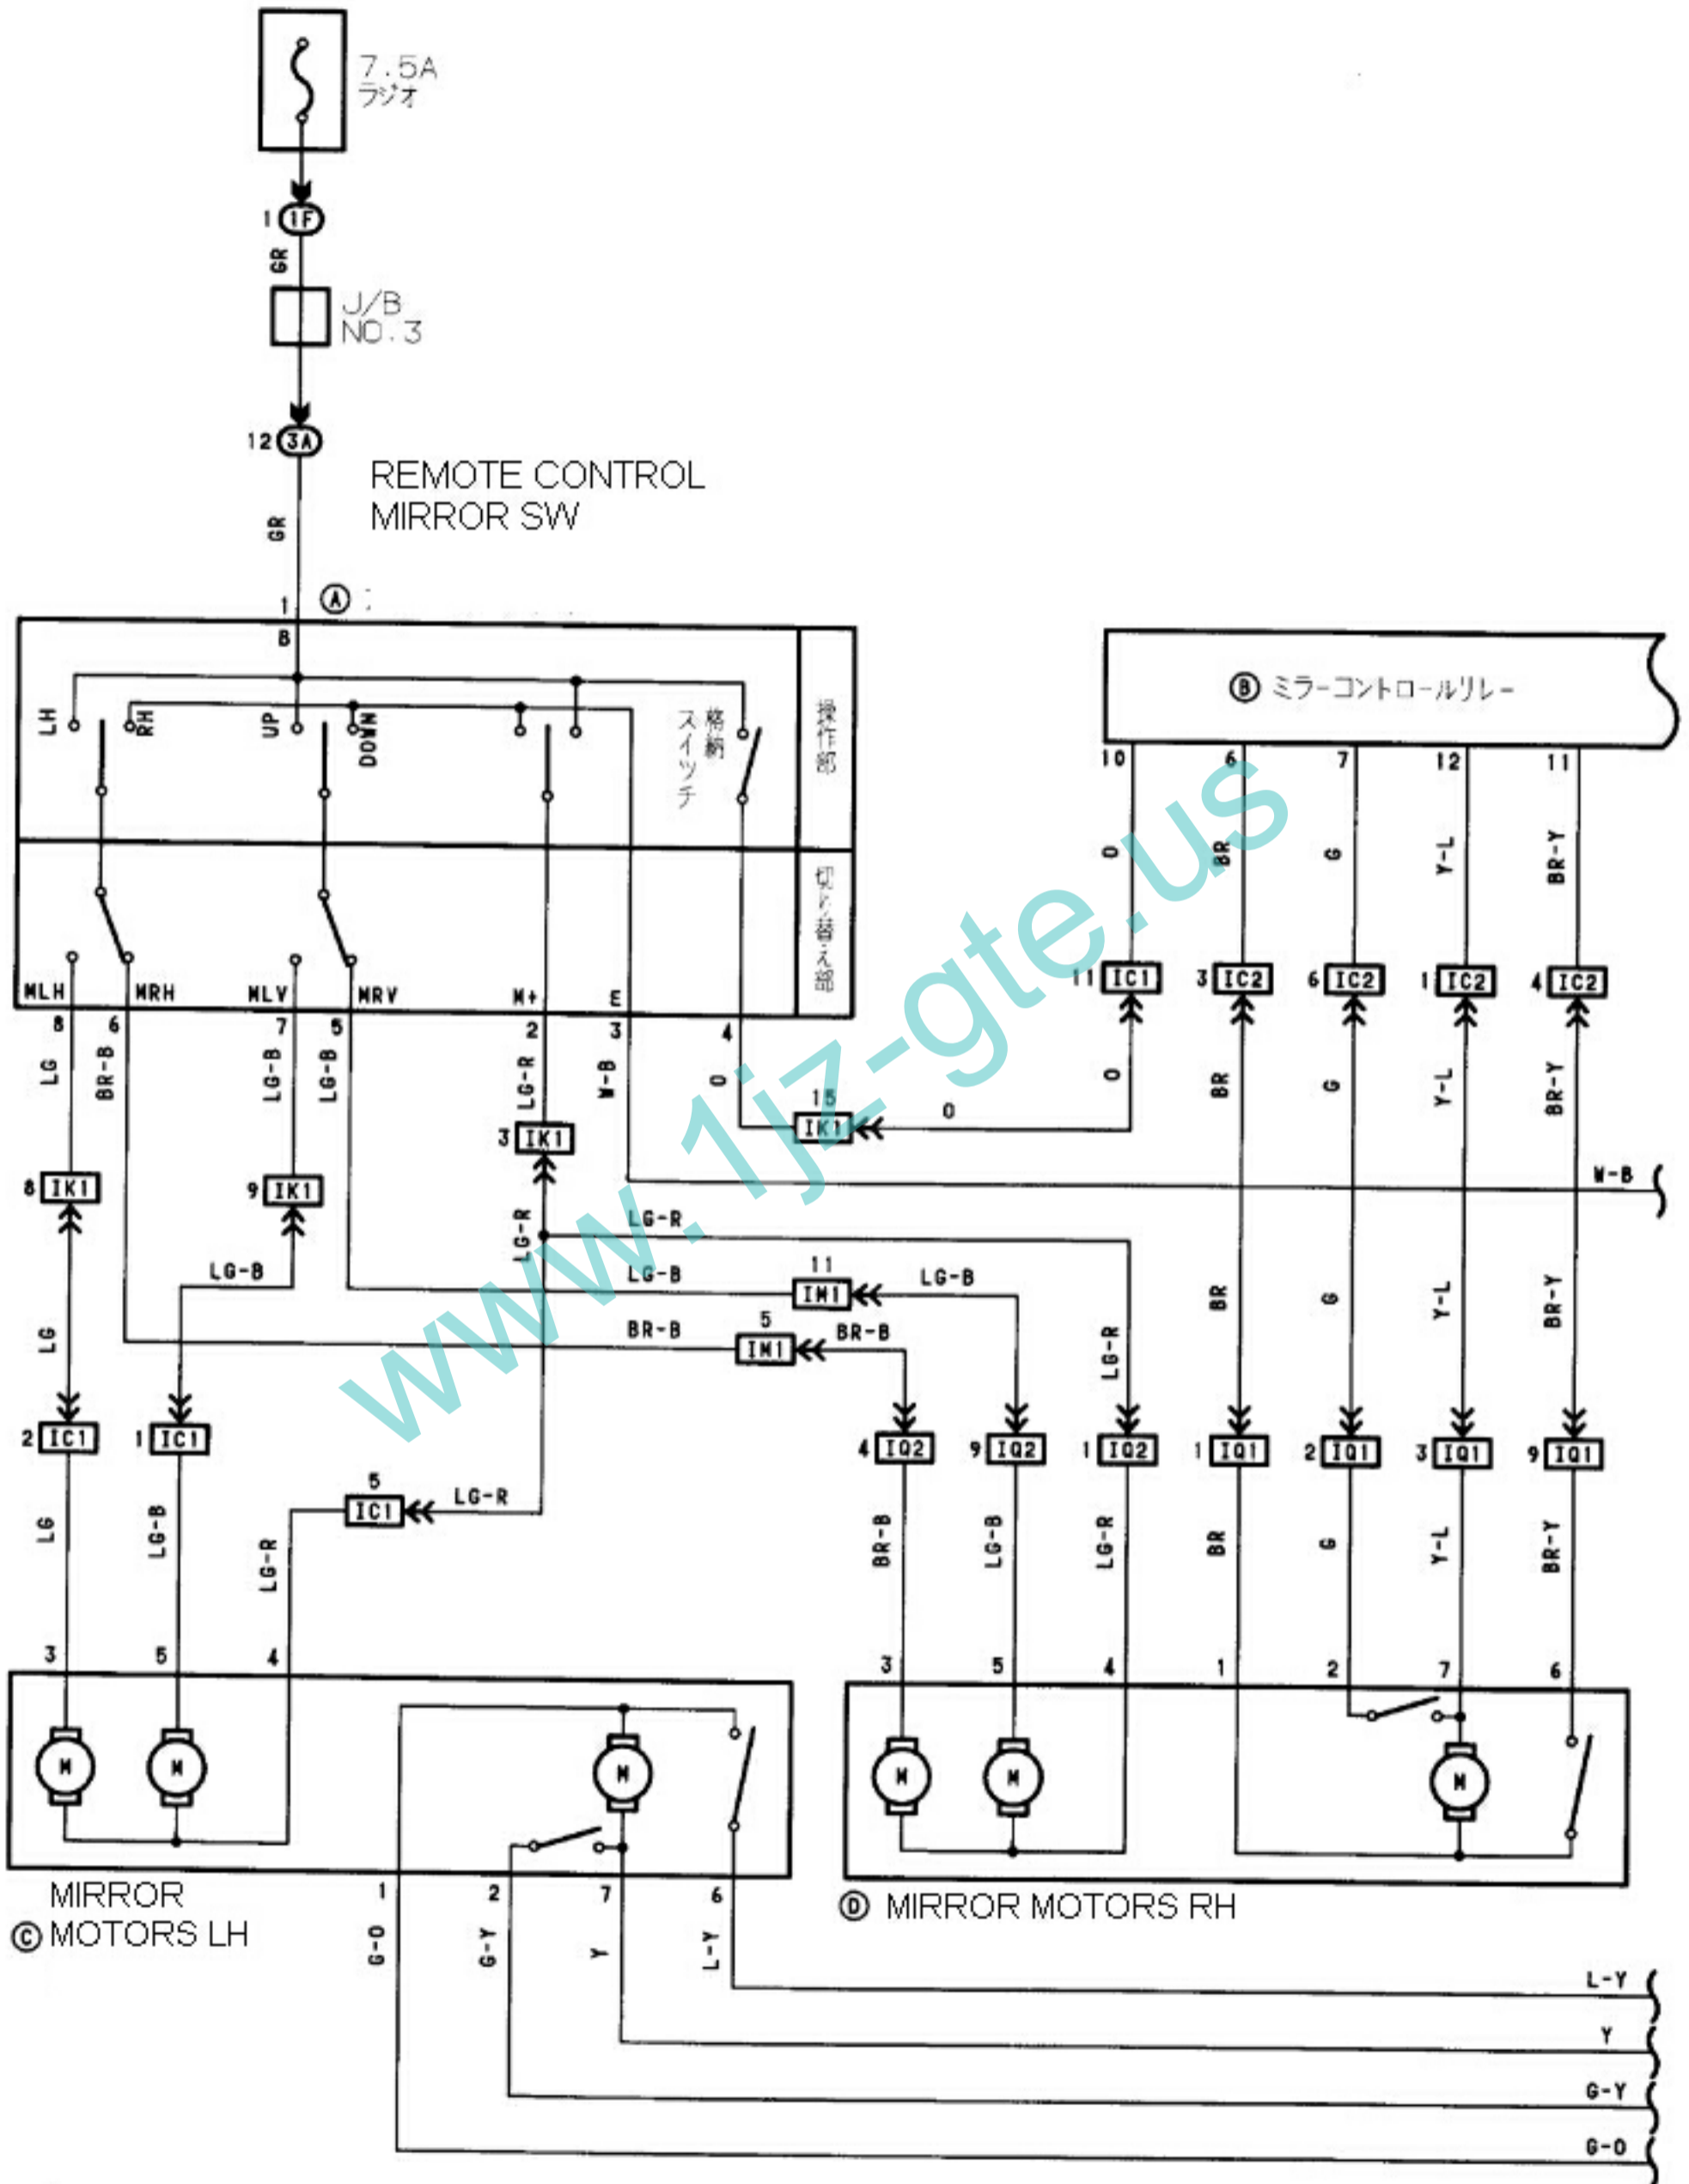 7.5A
ラジオ
1 1F
GR
J/B
NO.3
12 3A
GR
REMOTE CONTROL
MIRROR SW
1 A
B
LH RH UP DOWN
格納
スイッチ
操作部
切り替え部
MLH MRH MLV MRV M+ E
8 6 7 5 2 3 4
LG BR-B LG-B LG-B LG-R W-B O
B ミラーコントロールリレー
10 6 7 12 11
O BR G Y-L BR-Y
11 IC1 3 IC2 6 IC2 1 IC2 4 IC2
O BR G Y-L BR-Y
15
IK1 O
3 IK1
8 IK1 9 IK1
W-B
LG-R LG-R
LG-B LG-B
11
IM1 LG-B
BR-B
5
IM1 BR-B
LG LG-R BR G Y-L BR-Y
2 IC1 1 IC1
4 IQ2 9 IQ2 1 IQ2 1 IQ1 2 IQ1 3 IQ1 9 IQ1
5
IC1 LG-R
LG LG-B LG-R
BR-B LG-B LG-R BR G Y-L BR-Y
3 5 4
3 5 4 1 2 7 6
M M M
M M M
MIRROR
C MOTORS LH
1 2 7 6
D MIRROR MOTORS RH
G-O G-Y Y L-Y
L-Y
Y
G-Y
G-O
www.1jz-gte.us